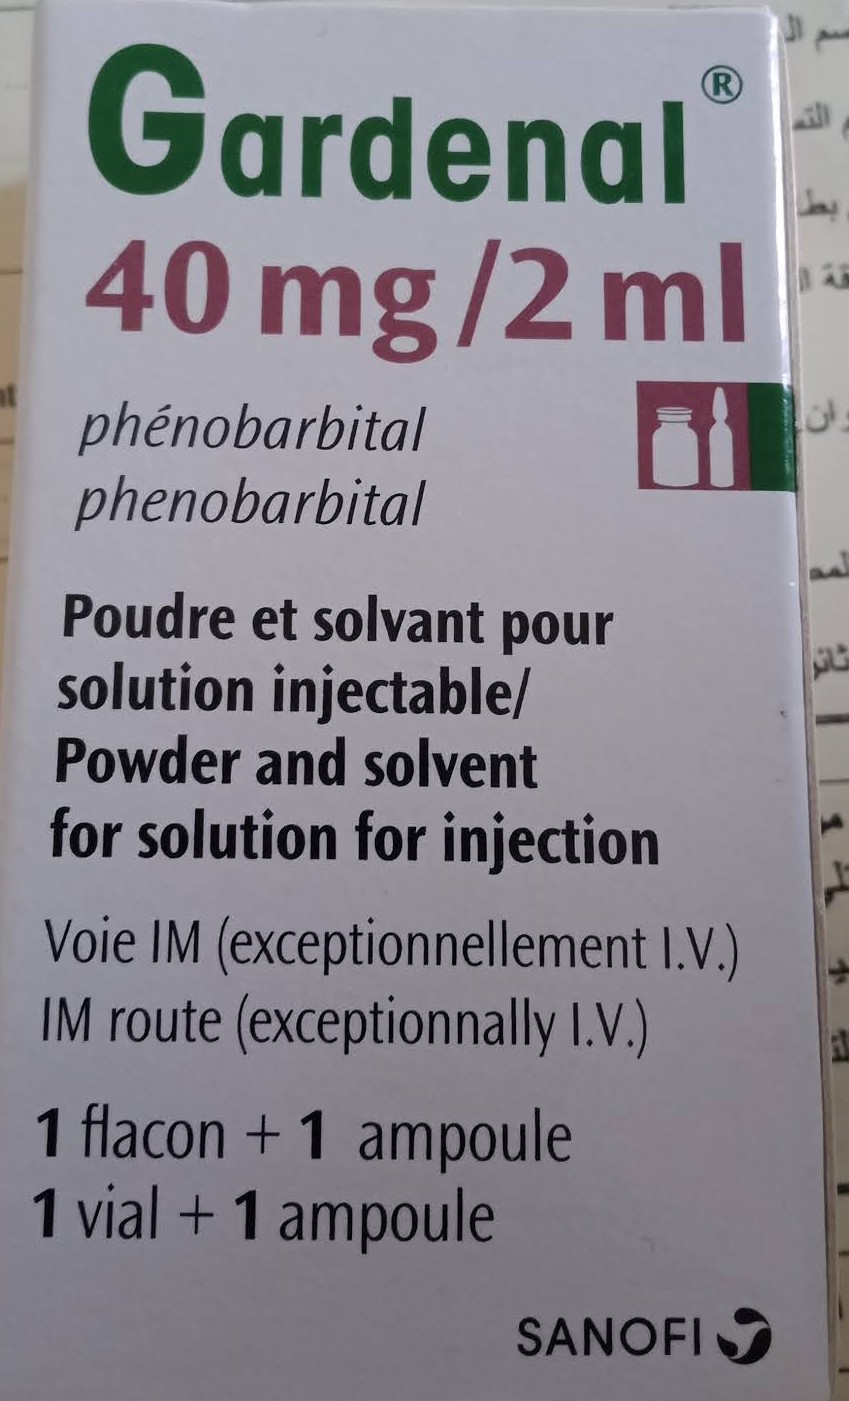 Gardenal®
40 mg/2 ml
phénobarbital
phenobarbital
Poudre et solvant pour
solution injectable/
Powder and solvent
for solution for injection
Voie IM (exceptionnellement I.V.)
IM route (exceptionnally I.V.)
1 flacon + 1 ampoule
1 vial + 1 ampoule
SANOFI